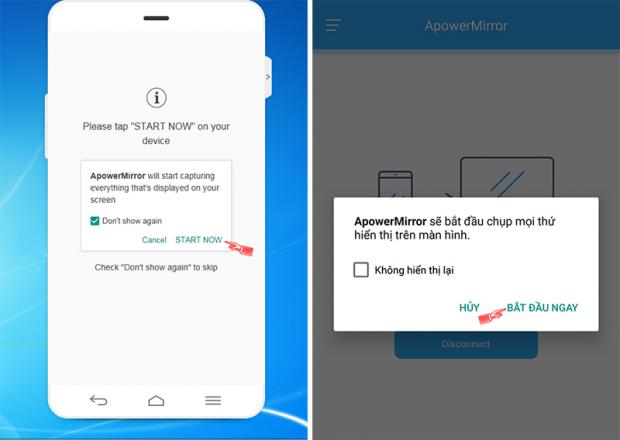 Please tap "START NOW" on your
device
ApowerMirror will start capturing
everything that's displayed on your
screen
Don't show again
Cancel START NOW
Check "Don't show again" to skip
ApowerMirror
ApowerMirror sẽ bắt đầu chụp mọi thứ
hiển thị trên màn hình.
Không hiển thị lại
HỦY BẮT ĐẦU NGAY
Disconnect